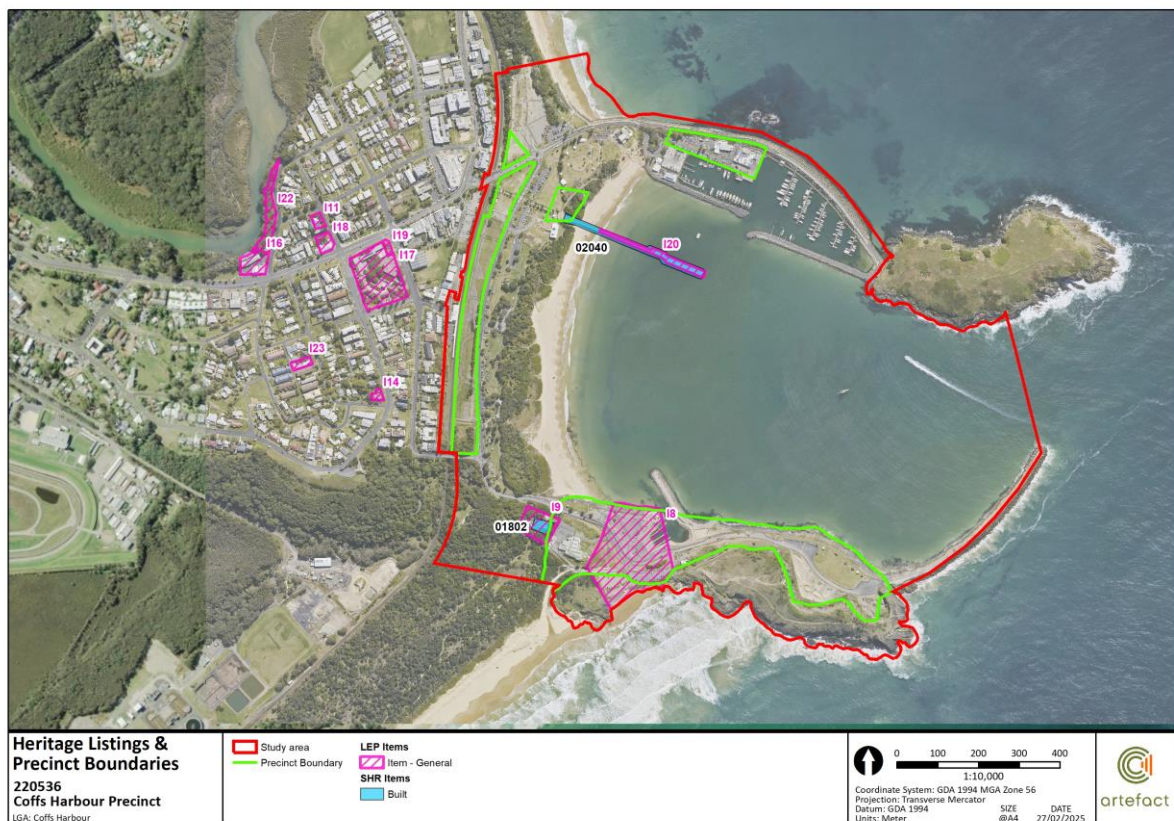 I22
I11
I18
I16
I19
I17
I23
I14
02040
I20
01802
I9
I8
Heritage Listings &
Precinct Boundaries
220536
Coffs Harbour Precinct
LGA: Coffs Harbour
Study area
Precinct Boundary
LEP Items
Item - General
SHR Items
Built
0 100 200 300 400
1:10,000
Coordinate System: GDA 1994 MGA Zone 56
Projection: Transverse Mercator
Datum: GDA 1994
Units: Meter
SIZE
@A4
DATE
27/02/2025
artefact